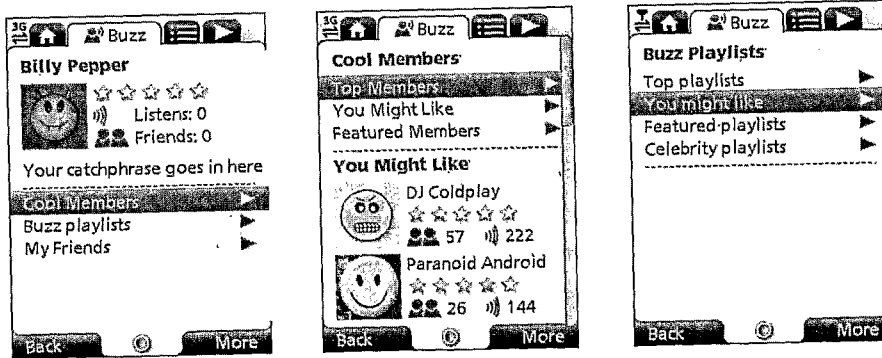 3G
Buzz
Billy Pepper
Listens: 0
Friends: 0
Your catchphrase goes in here
Cool Members
Buzz playlists
My Friends
Back
More
3G
Buzz
Cool Members
Top Members
You Might Like
Featured Members
You Might Like
DJ Coldplay
57 222
Paranoid Android
26 144
Back
More
Buzz
Buzz Playlists
Top playlists
You might like
Featured playlists
Celebrity playlists
Back
More